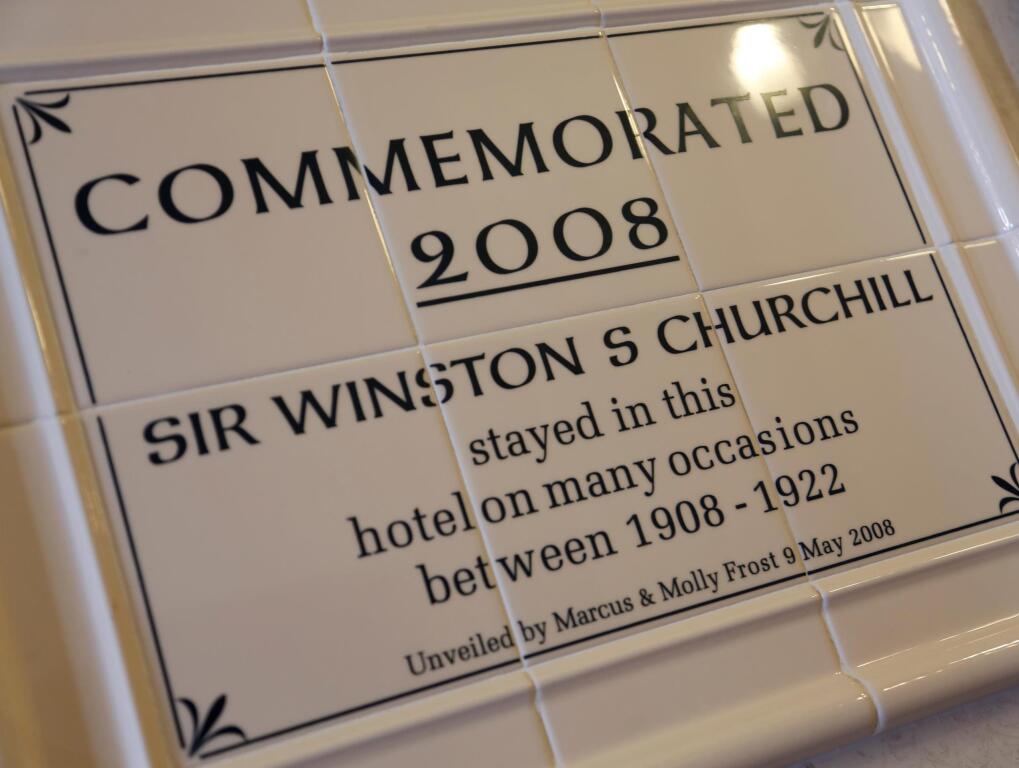 COMMEMORATED
2008
SIR WINSTON S CHURCHILL
stayed in this
hotel on many occasions
between 1908 - 1922
Unveiled by Marcus & Molly Frost 9 May 2008